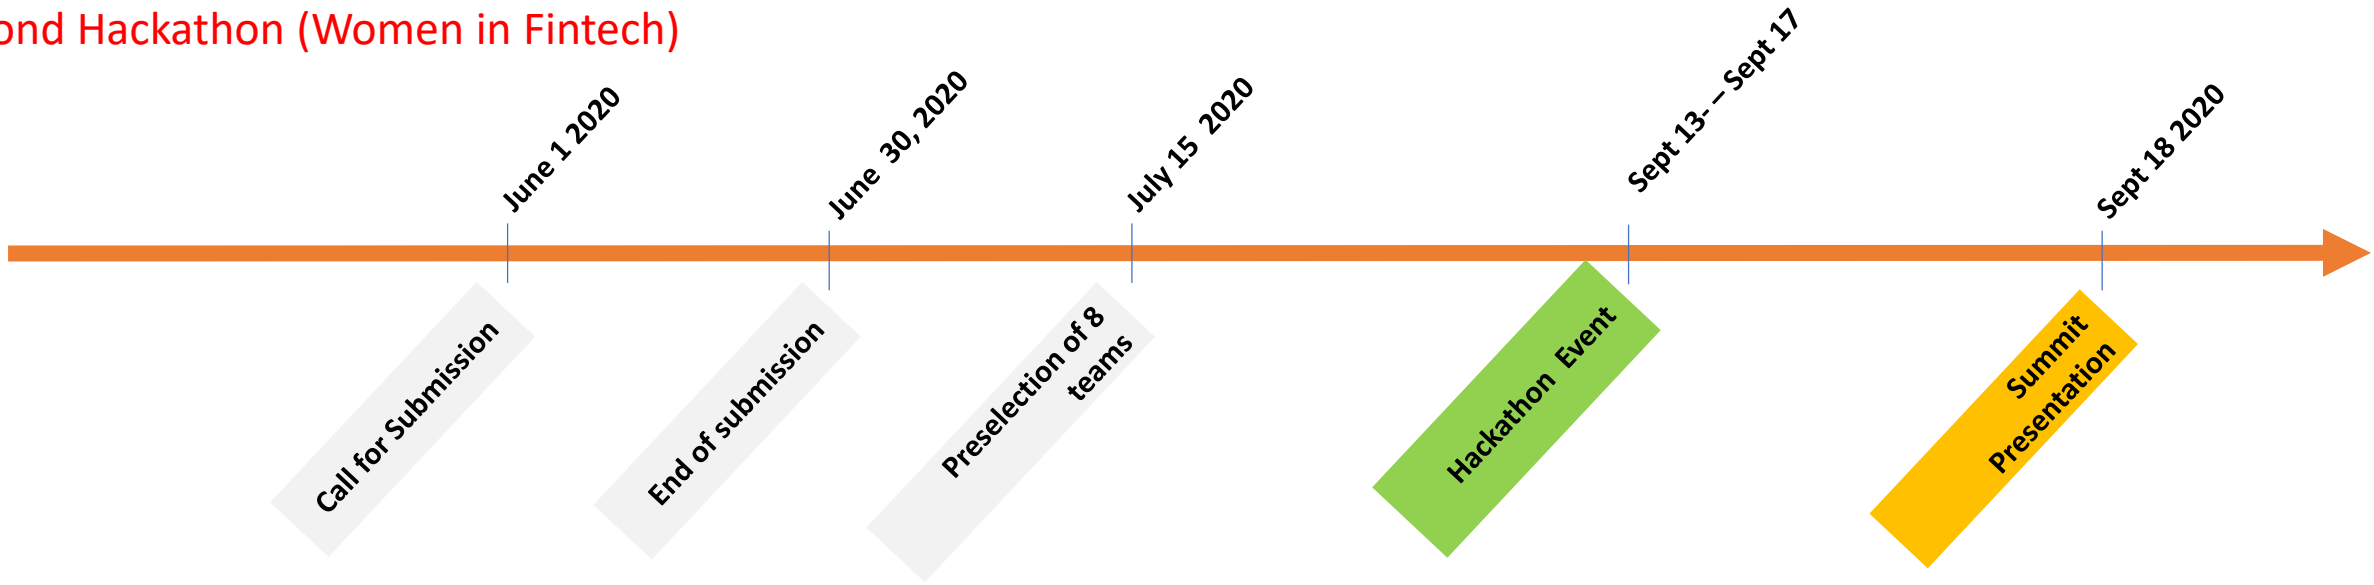 ond Hackathon (Women in Fintech)
June 1 2020
June 30, 2020
July 15 2020
Sept 13- – Sept 17
Sept 18 2020
Call for Submission
End of submission
Preselection of 8
teams
Hackathon Event
Summit
Presentation